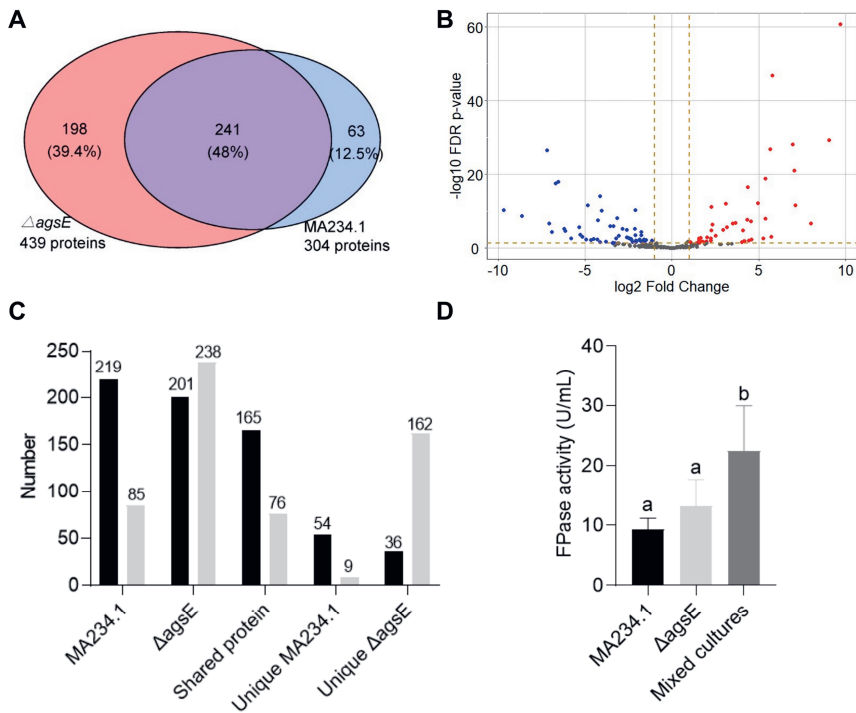 A
198
(39.4%)
241
(48%)
63
(12.5%)
△agsE
439 proteins
MA234.1
304 proteins
B
-log10 FDR p-value
60
40
20
0
-10
-5
0
5
10
log2 Fold Change
C
Number
250
200
150
100
50
0
219
85
201
238
165
76
54
9
36
162
MA234.1
ΔagsE
Shared protein
Unique MA234.1
Unique ΔagsE
D
FPase activity (U/mL)
40
30
20
10
0
a
a
b
MA234.1
ΔagsE
Mixed cultures